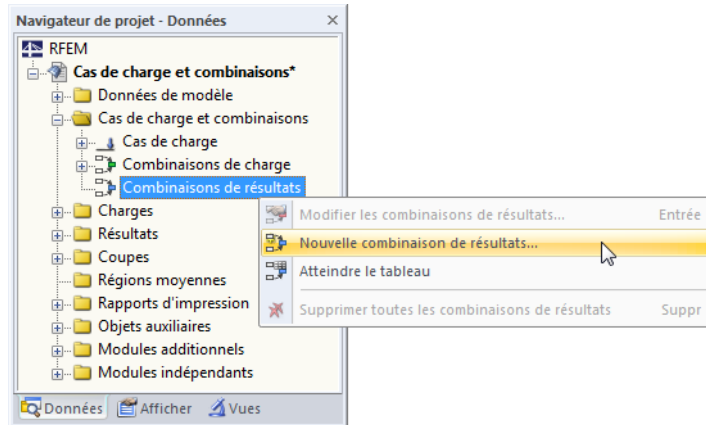 Navigateur de projet - Données
RFEM
Cas de charge et combinaisons*
Données de modèle
Cas de charge et combinaisons
Cas de charge
Combinaisons de charge
Combinaisons de résultats
Charges
Résultats
Coupes
Régions moyennes
Rapports d'impression
Objets auxiliaires
Modules additionnels
Modules indépendants
Modifier les combinaisons de résultats... Entrée
Nouvelle combinaison de résultats...
Atteindre le tableau
Supprimer toutes les combinaisons de résultats Suppr
Données Afficher Vues